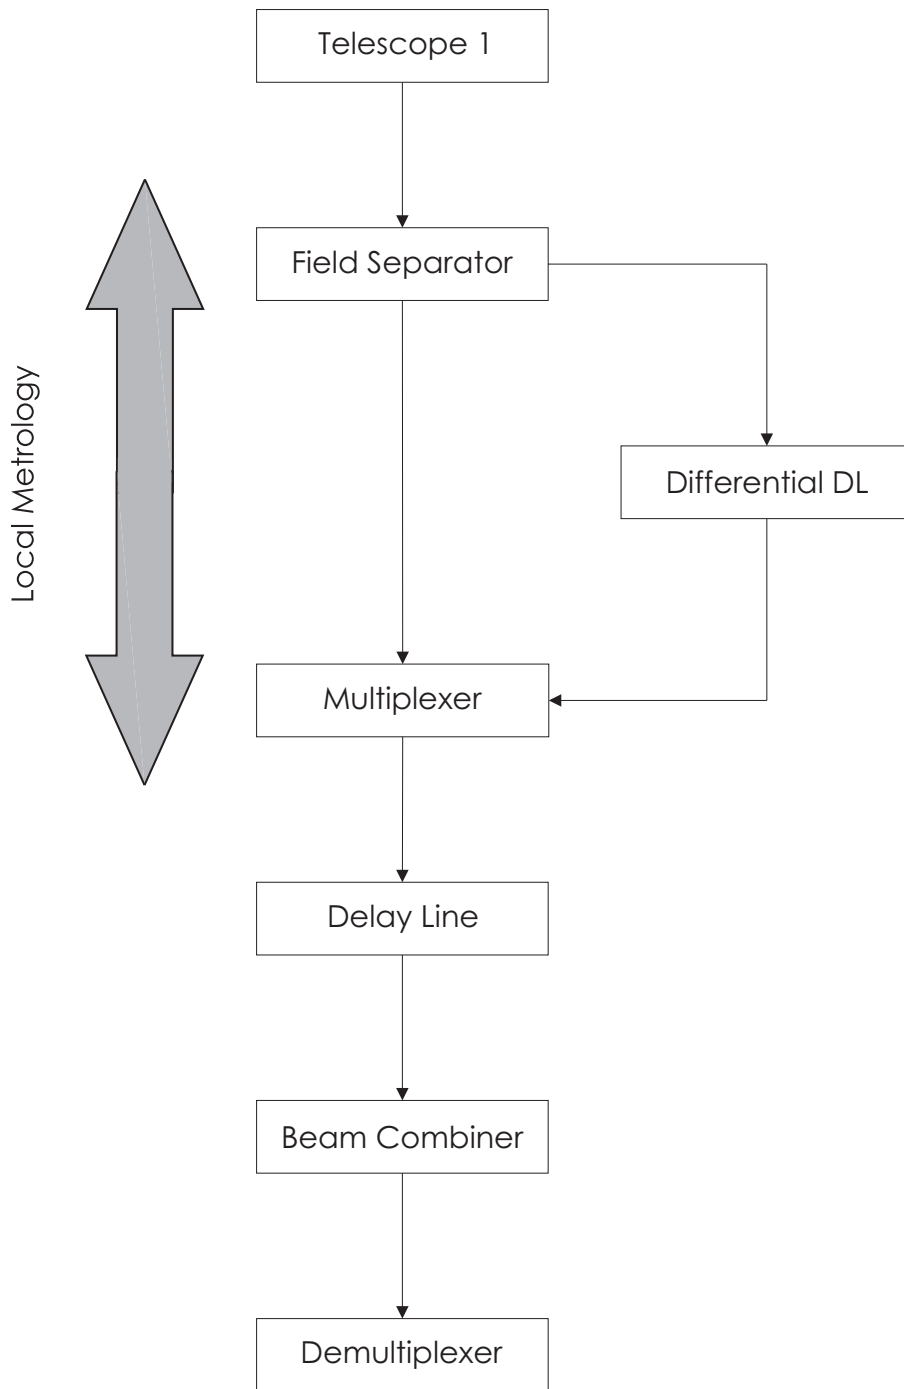 Telescope 1
Field Separator
Local Metrology
Differential DL
Multiplexer
Delay Line
Beam Combiner
Demultiplexer